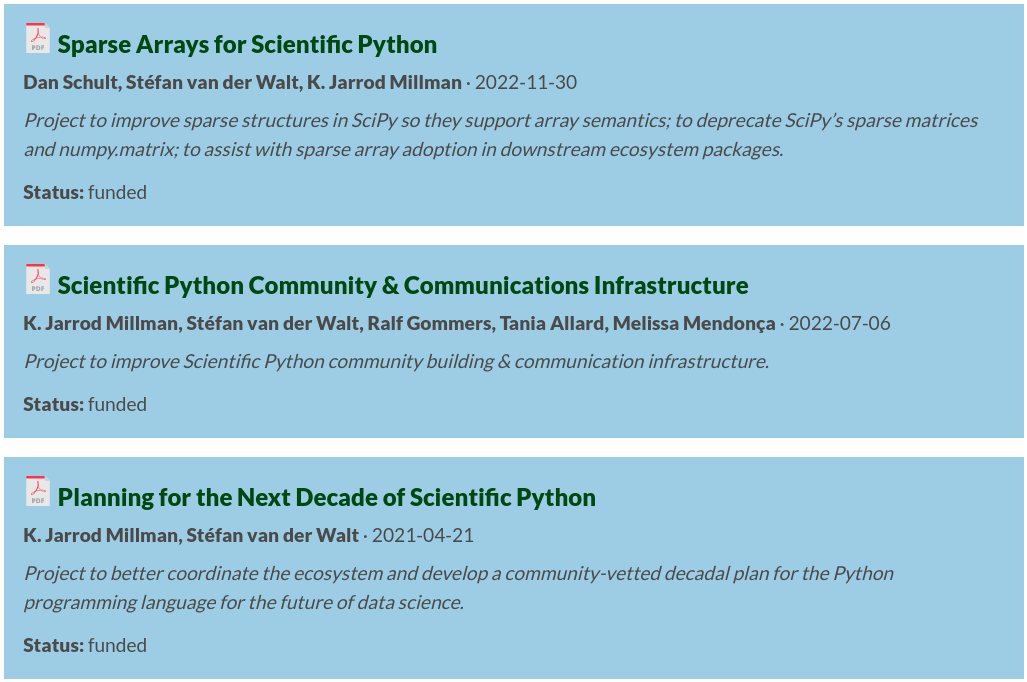 PDF Sparse Arrays for Scientific Python
Dan Schult, Stéfan van der Walt, K. Jarrod Millman · 2022-11-30
Project to improve sparse structures in SciPy so they support array semantics; to deprecate SciPy’s sparse matrices
and numpy.matrix; to assist with sparse array adoption in downstream ecosystem packages.
Status: funded
PDF Scientific Python Community & Communications Infrastructure
K. Jarrod Millman, Stéfan van der Walt, Ralf Gommers, Tania Allard, Melissa Mendonça · 2022-07-06
Project to improve Scientific Python community building & communication infrastructure.
Status: funded
PDF Planning for the Next Decade of Scientific Python
K. Jarrod Millman, Stéfan van der Walt · 2021-04-21
Project to better coordinate the ecosystem and develop a community-vetted decadal plan for the Python
programming language for the future of data science.
Status: funded